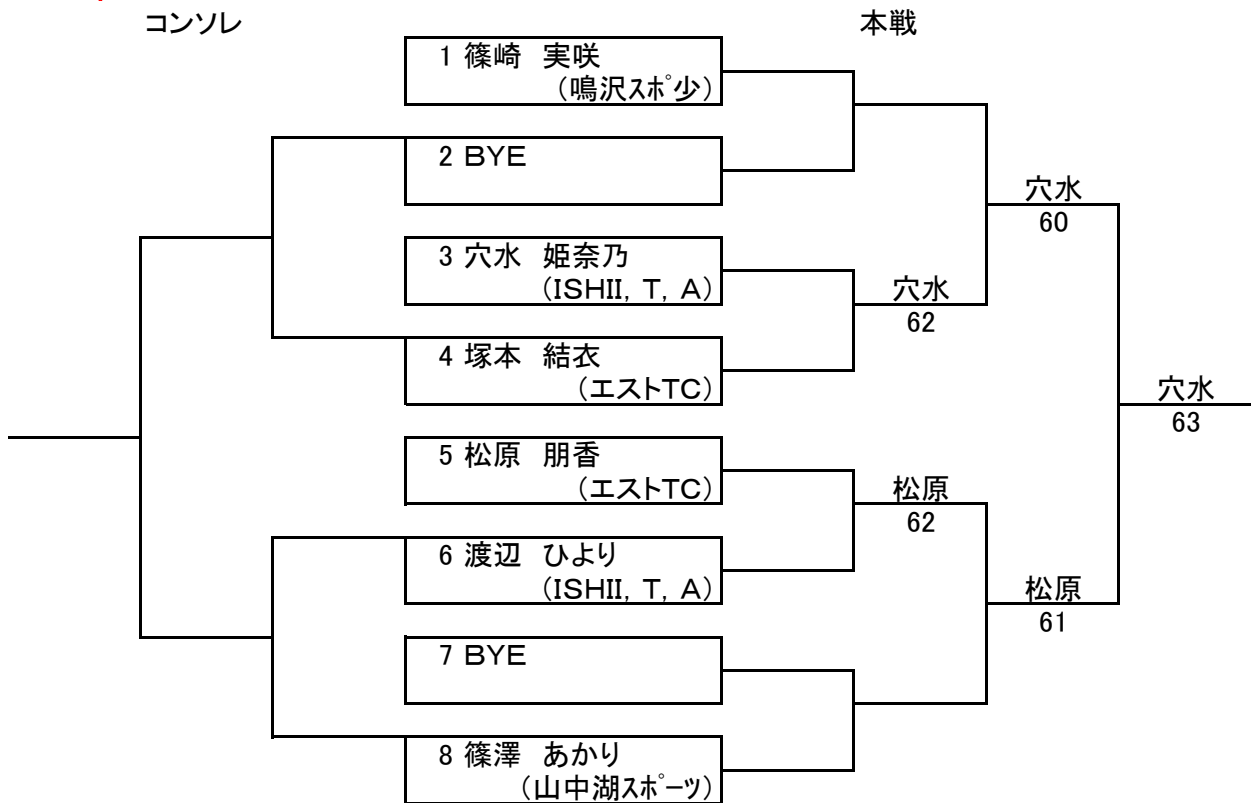 コンソレ
本戦
1 篠崎 実咲
（鳴沢ｽﾎﾟ少）
2 ＢＹＥ
3 穴水 姫奈乃
（ISHII，Ｔ，Ａ）
4 塚本 結衣
（エストＴＣ）
5 松原 朋香
（エストＴＣ）
6 渡辺 ひより
（ISHII，Ｔ，Ａ）
7 ＢＹＥ
8 篠澤 あかり
（山中湖ｽﾎﾟｰﾂ）
穴水
62
松原
62
穴水
60
松原
61
穴水
63